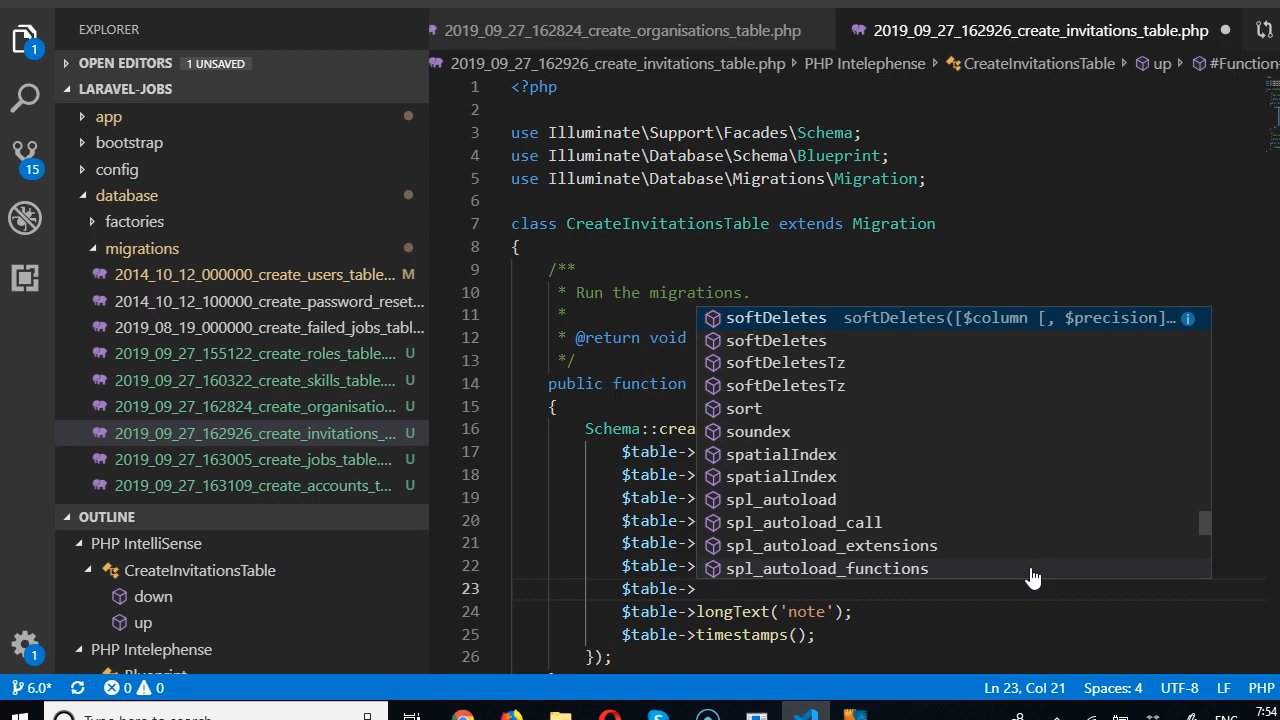 EXPLORER
OPEN EDITORS 1 UNSAVED
LARAVEL-JOBS
app
bootstrap
config
database
factories
migrations
2014_10_12_000000_create_users_table... M
2014_10_12_100000_create_password_reset...
2019_08_19_000000_create_failed_jobs_tabl...
2019_09_27_155122_create_roles_table.... U
2019_09_27_160322_create_skills_table.... U
2019_09_27_162824_create_organisatio... U
2019_09_27_162926_create_invitations_... U
2019_09_27_163005_create_jobs_table.... U
2019_09_27_163109_create_accounts_t... U
OUTLINE
PHP IntelliSense
CreateInvitationsTable
down
up
PHP Intelephense
1
15
1
2019_09_27_162824_create_organisations_table.php
2019_09_27_162926_create_invitations_table.php
2019_09_27_162926_create_invitations_table.php PHP Intelephense CreateInvitationsTable up #Function
1 <?php
2
3 use Illuminate\Support\Facades\Schema;
4 use Illuminate\Database\Schema\Blueprint;
5 use Illuminate\Database\Migrations\Migration;
6
7 class CreateInvitationsTable extends Migration
8 {
9 /**
10 * Run the migrations.
11 *
12 * @return void
13 */
14 public function
15 {
16 Schema::crea
17 $table->
18 $table->
19 $table->
20 $table->
21 $table->
22 $table->
23 $table->
24 $table->longText('note');
25 $table->timestamps();
26 });
softDeletes softDeletes([$column [, $precision]...
softDeletes
softDeletesTz
softDeletesTz
sort
soundex
spatialIndex
spatialIndex
spl_autoload
spl_autoload_call
spl_autoload_extensions
spl_autoload_functions
6.0* 0 0 Ln 23, Col 21 Spaces: 4 UTF-8 LF PHP
7:54